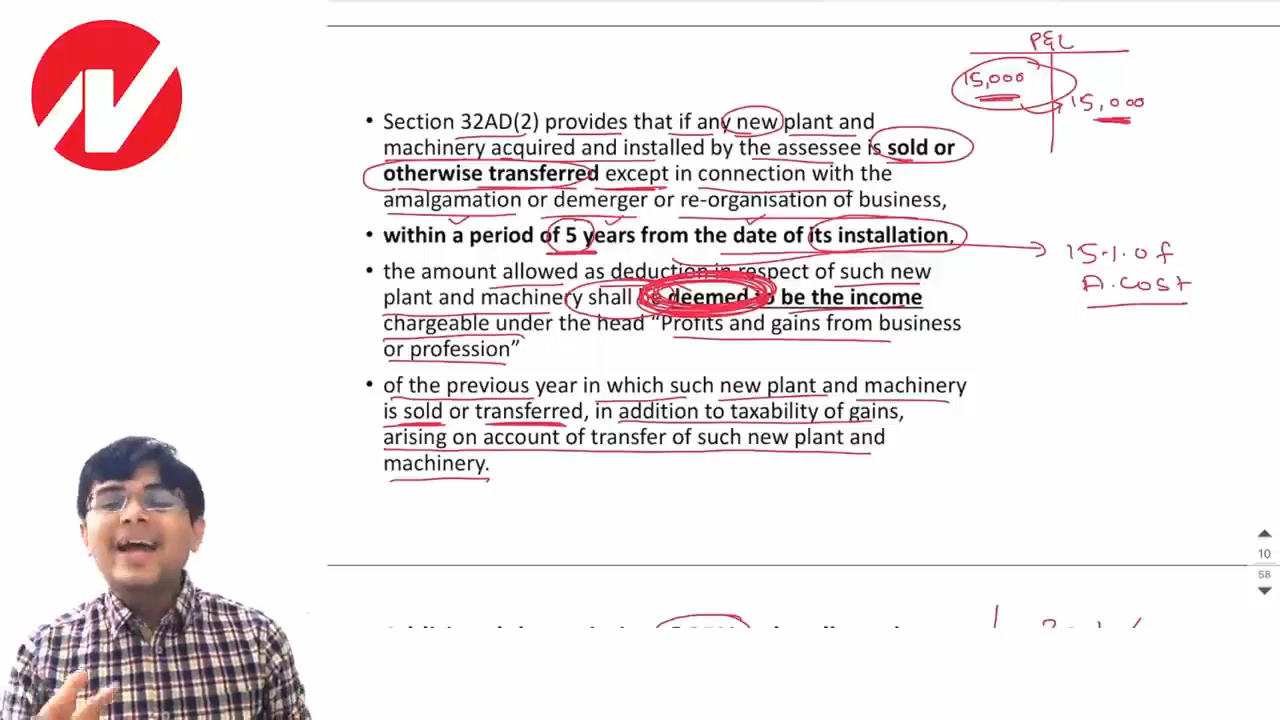 P&L
15,000
15,000
• Section 32AD(2) provides that if any new plant and
machinery acquired and installed by the assessee is sold or
otherwise transferred except in connection with the
amalgamation or demerger or re-organisation of business,
• within a period of 5 years from the date of its installation,
15%. of
A.cost
• the amount allowed as deduction in respect of such new
plant and machinery shall be deemed to be the income
chargeable under the head “Profits and gains from business
or profession”
• of the previous year in which such new plant and machinery
is sold or transferred, in addition to taxability of gains,
arising on account of transfer of such new plant and
machinery.
10
58